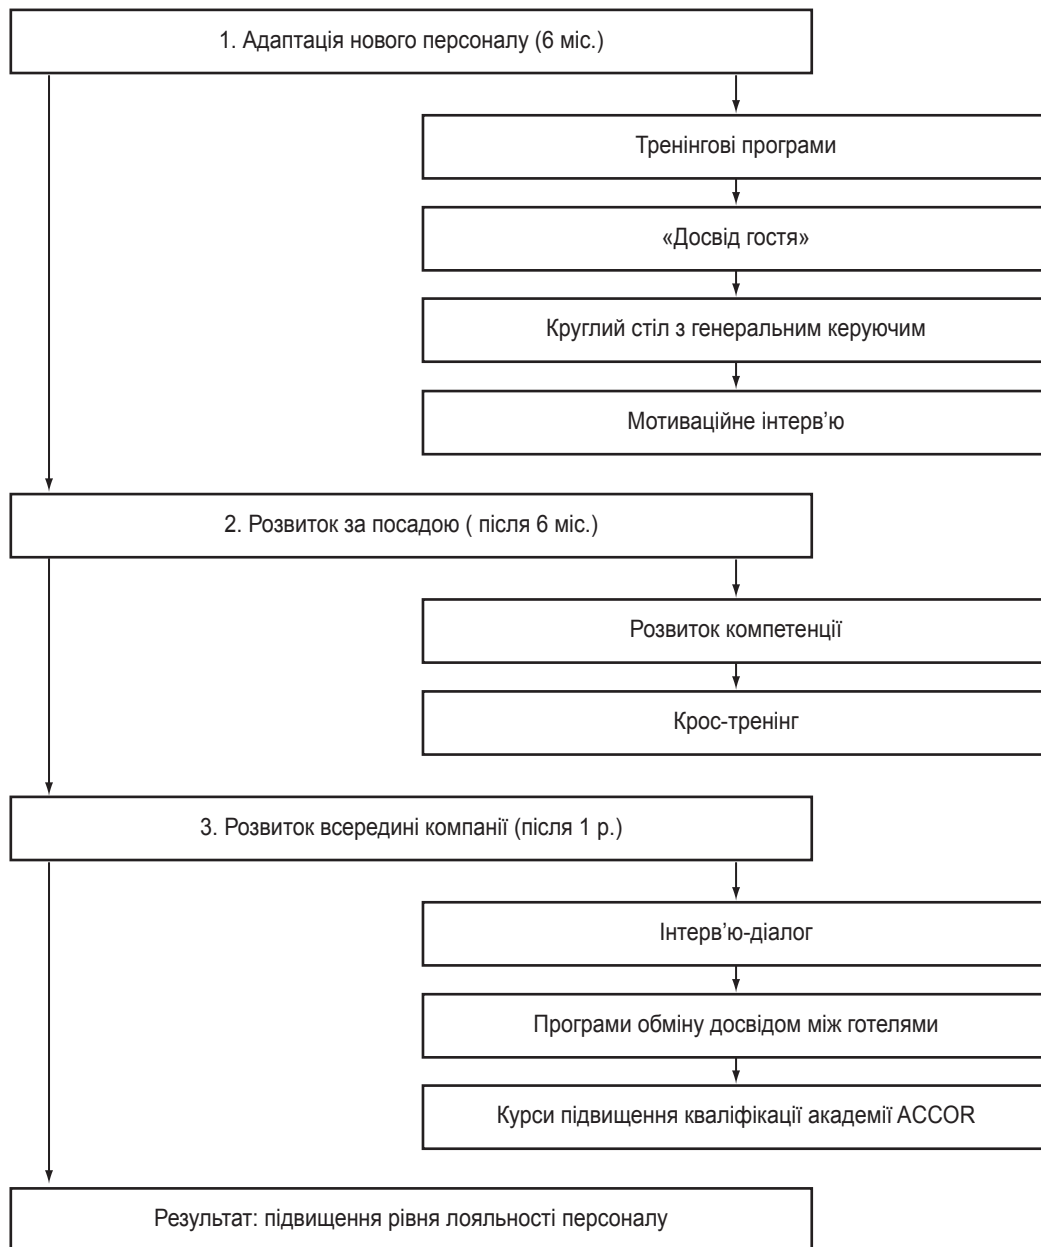 1. Адаптація нового персоналу (6 міс.)
Тренінгові програми
«Досвід гостя»
Круглий стіл з генеральним керуючим
Мотиваційне інтерв’ю
2. Розвиток за посадою ( після 6 міс.)
Розвиток компетенції
Крос-тренінг
3. Розвиток всередині компанії (після 1 р.)
Інтерв’ю-діалог
Програми обміну досвідом між готелями
Курси підвищення кваліфікації академії ACCOR
Результат: підвищення рівня лояльності персоналу